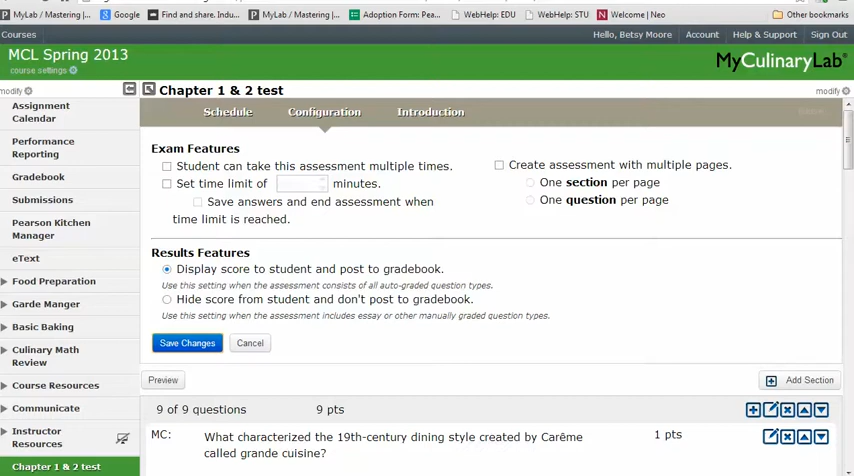 MyLab / Mastering |
Google
Find and share. Indu...
MyLab / Mastering |
Adoption Form: Pea...
WebHelp: EDU
WebHelp: STU
Welcome | Neo
Other bookmarks
Courses
Hello, Betsy Moore
Account
Help & Support
Sign Out
MCL Spring 2013
course settings
MyCulinaryLab
modify
Chapter 1 & 2 test
modify
Assignment
Calendar
Performance
Reporting
Gradebook
Submissions
Pearson Kitchen
Manager
eText
Food Preparation
Garde Manger
Basic Baking
Culinary Math
Review
Course Resources
Communicate
Instructor
Resources
Chapter 1 & 2 test
Schedule
Configuration
Introduction
Exam Features
Student can take this assessment multiple times.
Set time limit of minutes.
Save answers and end assessment when
time limit is reached.
Create assessment with multiple pages.
One section per page
One question per page
Results Features
Display score to student and post to gradebook.
Use this setting when the assessment consists of all auto-graded question types.
Hide score from student and don't post to gradebook.
Use this setting when the assessment includes essay or other manually graded question types.
Save Changes
Cancel
Preview
Add Section
9 of 9 questions
9 pts
MC:
What characterized the 19th-century dining style created by Carême
called grande cuisine?
1 pts